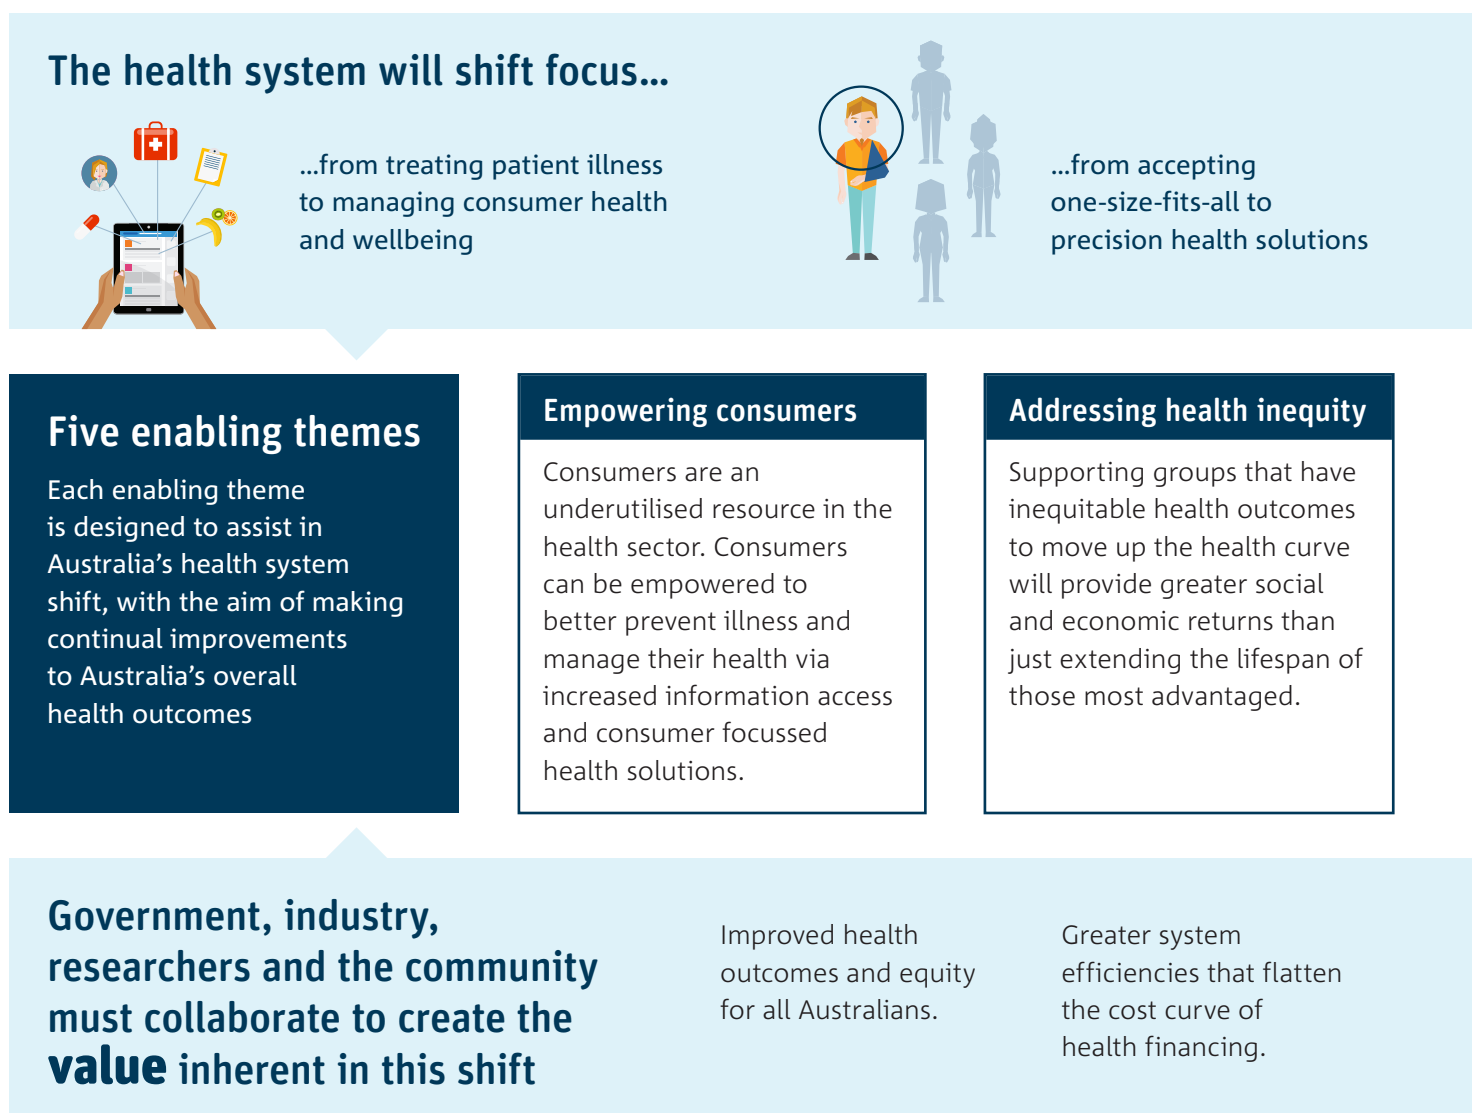 The health system will shift focus...
...from treating patient illness
to managing consumer health
and wellbeing
...from accepting
one-size-fits-all to
precision health solutions
Five enabling themes
Each enabling theme
is designed to assist in
Australia's health system
shift, with the aim of making
continual improvements
to Australia's overall
health outcomes
Empowering consumers
Consumers are an
underutilised resource in the
health sector. Consumers
can be empowered to
better prevent illness and
manage their health via
increased information access
and consumer focussed
health solutions.
Addressing health inequity
Supporting groups that have
inequitable health outcomes
to move up the health curve
will provide greater social
and economic returns than
just extending the lifespan of
those most advantaged.
Government, industry,
researchers and the community
must collaborate to create the
value inherent in this shift
Improved health
outcomes and equity
for all Australians.
Greater system
efficiencies that flatten
the cost curve of
health financing.